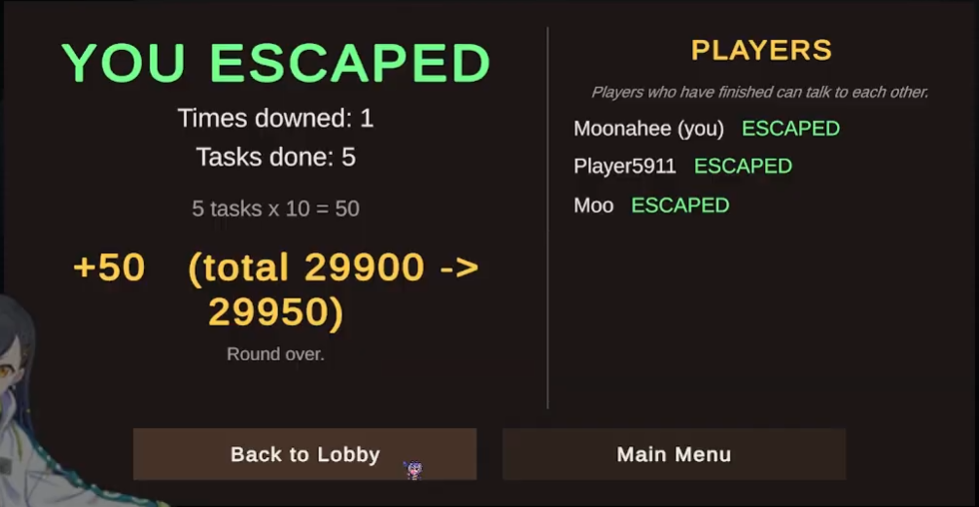 YOU ESCAPED
Times downed: 1
Tasks done: 5
5 tasks x 10 = 50
+50 (total 29900 ->
29950)
Round over.
PLAYERS
Players who have finished can talk to each other.
Moonahee (you) ESCAPED
Player5911 ESCAPED
Moo ESCAPED
Back to Lobby
Main Menu